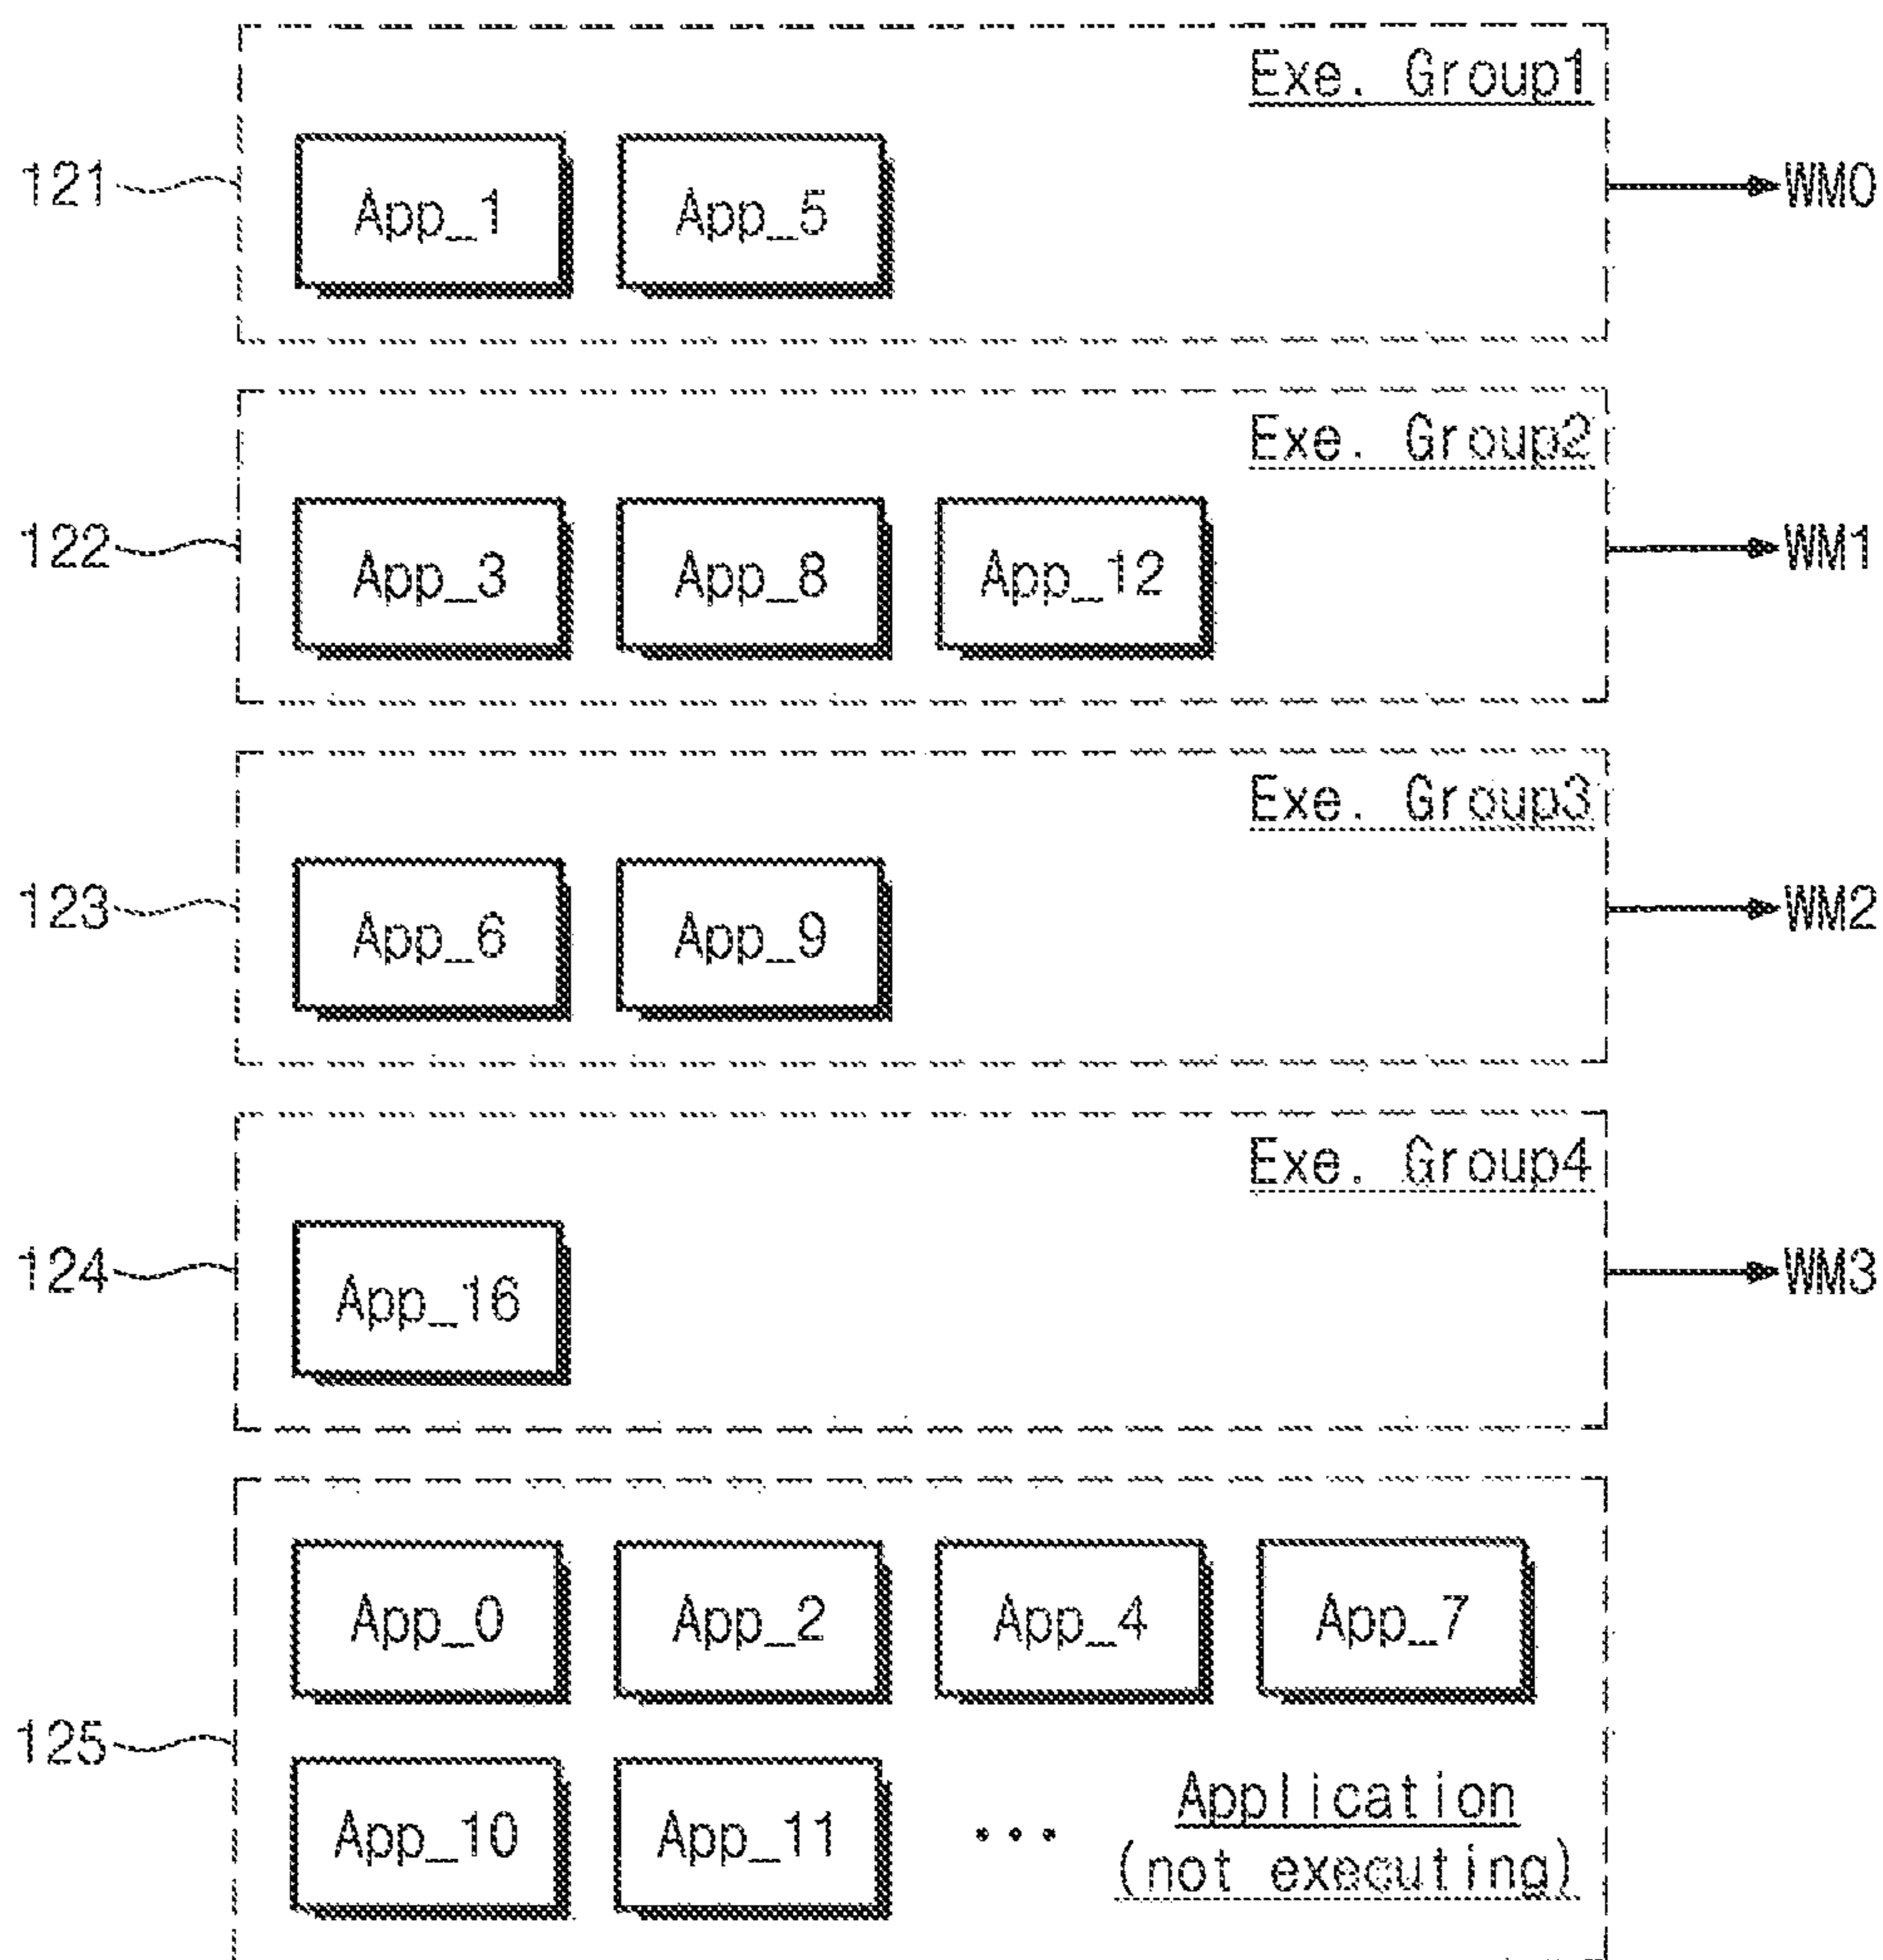 Exe. Group1
121
App_1 App_5
WM0
Exe. Group2
122
App_3 App_8 App_12
WM1
Exe. Group3
123
App_6 App_9
WM2
Exe. Group4
124
App_16
WM3
App_0 App_2 App_4 App_7
125
App_10 App_11 ...
Application
(not executing)